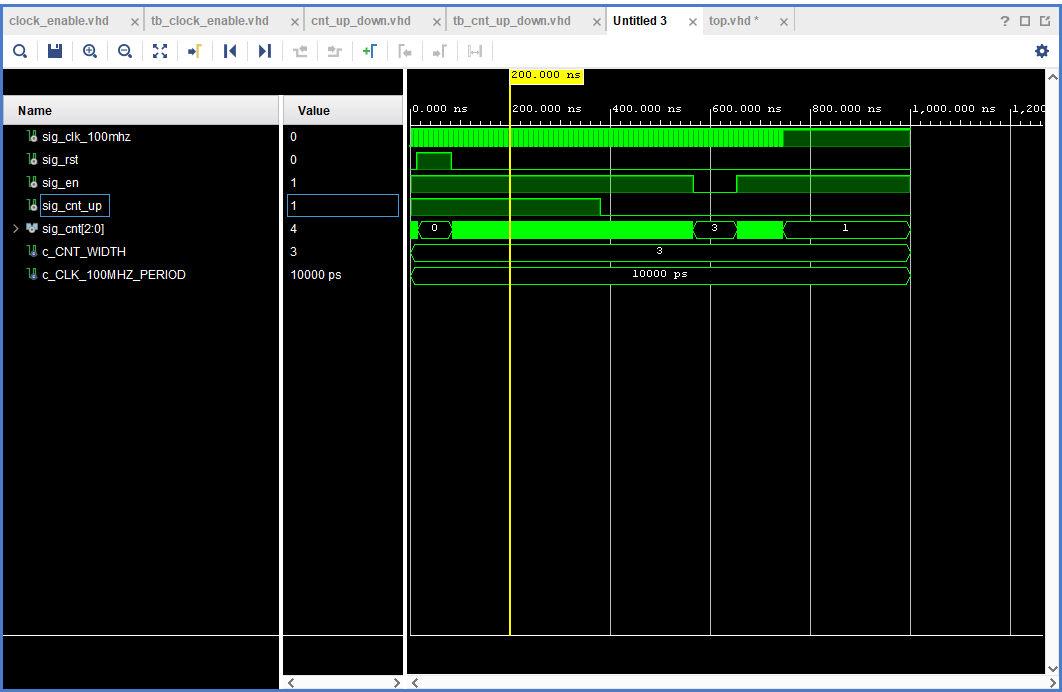 clock_enable.vhd tb_clock_enable.vhd cnt_up_down.vhd tb_cnt_up_down.vhd Untitled 3 top.vhd *
200.000 ns
Name Value 0.000 ns 200.000 ns 400.000 ns 600.000 ns 800.000 ns 1,000.000 ns 1,200
sig_clk_100mhz 0
sig_rst 0
sig_en 1
sig_cnt_up 1
sig_cnt[2:0] 4 0 3 1
c_CNT_WIDTH 3 3
c_CLK_100MHZ_PERIOD 10000 ps 10000 ps